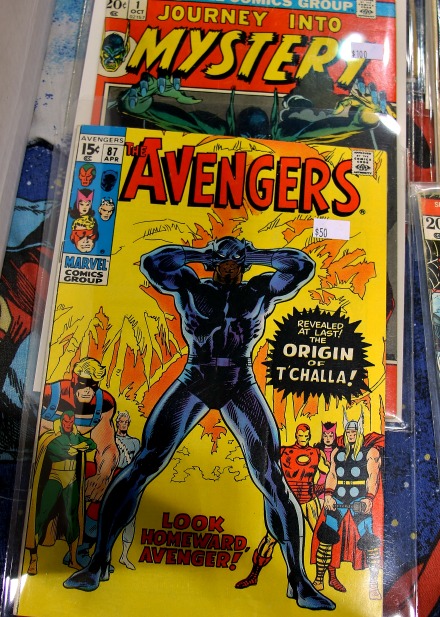 COMICS GROUP
20¢ 1
OCT
JOURNEY INTO
MYSTERY
$100
AVENGERS
15¢ 87
APR
THE AVENGERS
$50
MARVEL
COMICS
GROUP
REVEALED
AT LAST!
THE
ORIGIN
OF
T'CHALLA!
LOOK
HOMEWARD,
AVENGER!
20